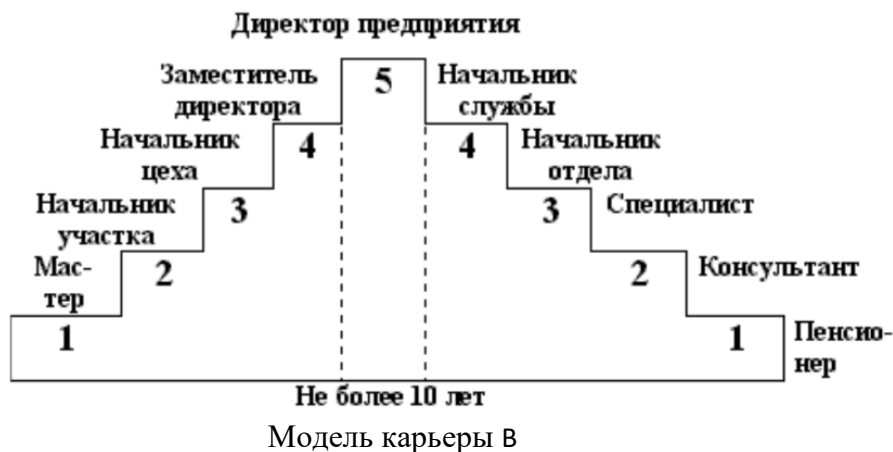 Директор предприятия
Заместитель
директора
5
Начальник
службы
Начальник
цеха
4
4
Начальник
отдела
Начальник
участка
3
3
Специалист
Мас-
тер
2
2
Консультант
1
1
Пенсио-
нер
Не более 10 лет
Модель карьеры В